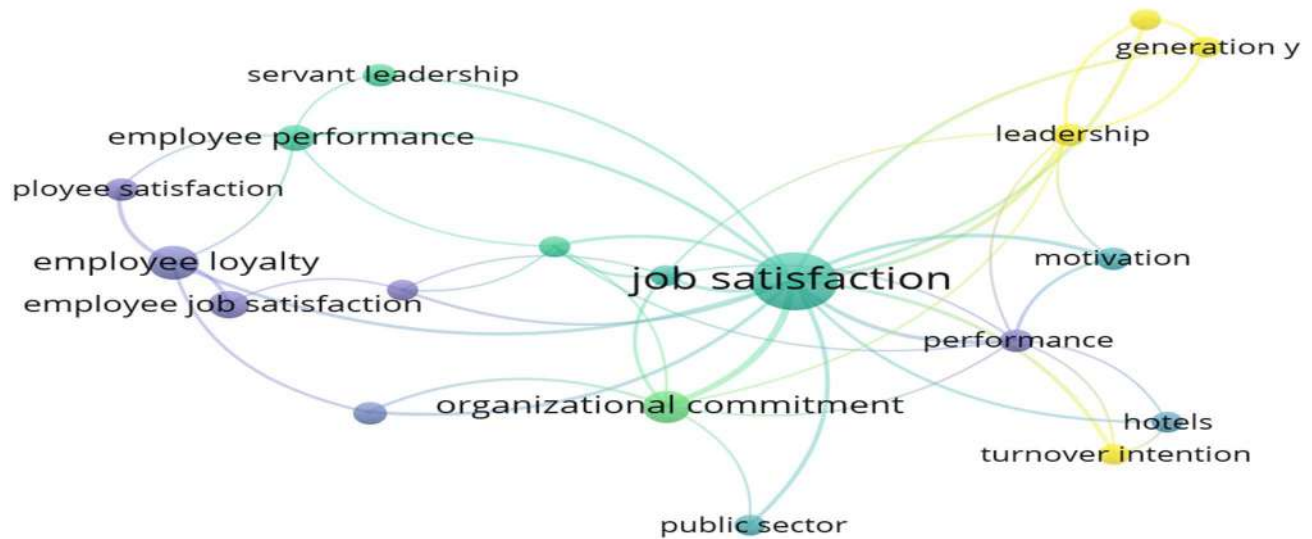 generation y
servant leadership
leadership
employee performance
ployee satisfaction
motivation
employee loyalty
job satisfaction
employee job satisfaction
performance
organizational commitment
hotels
turnover intention
public sector